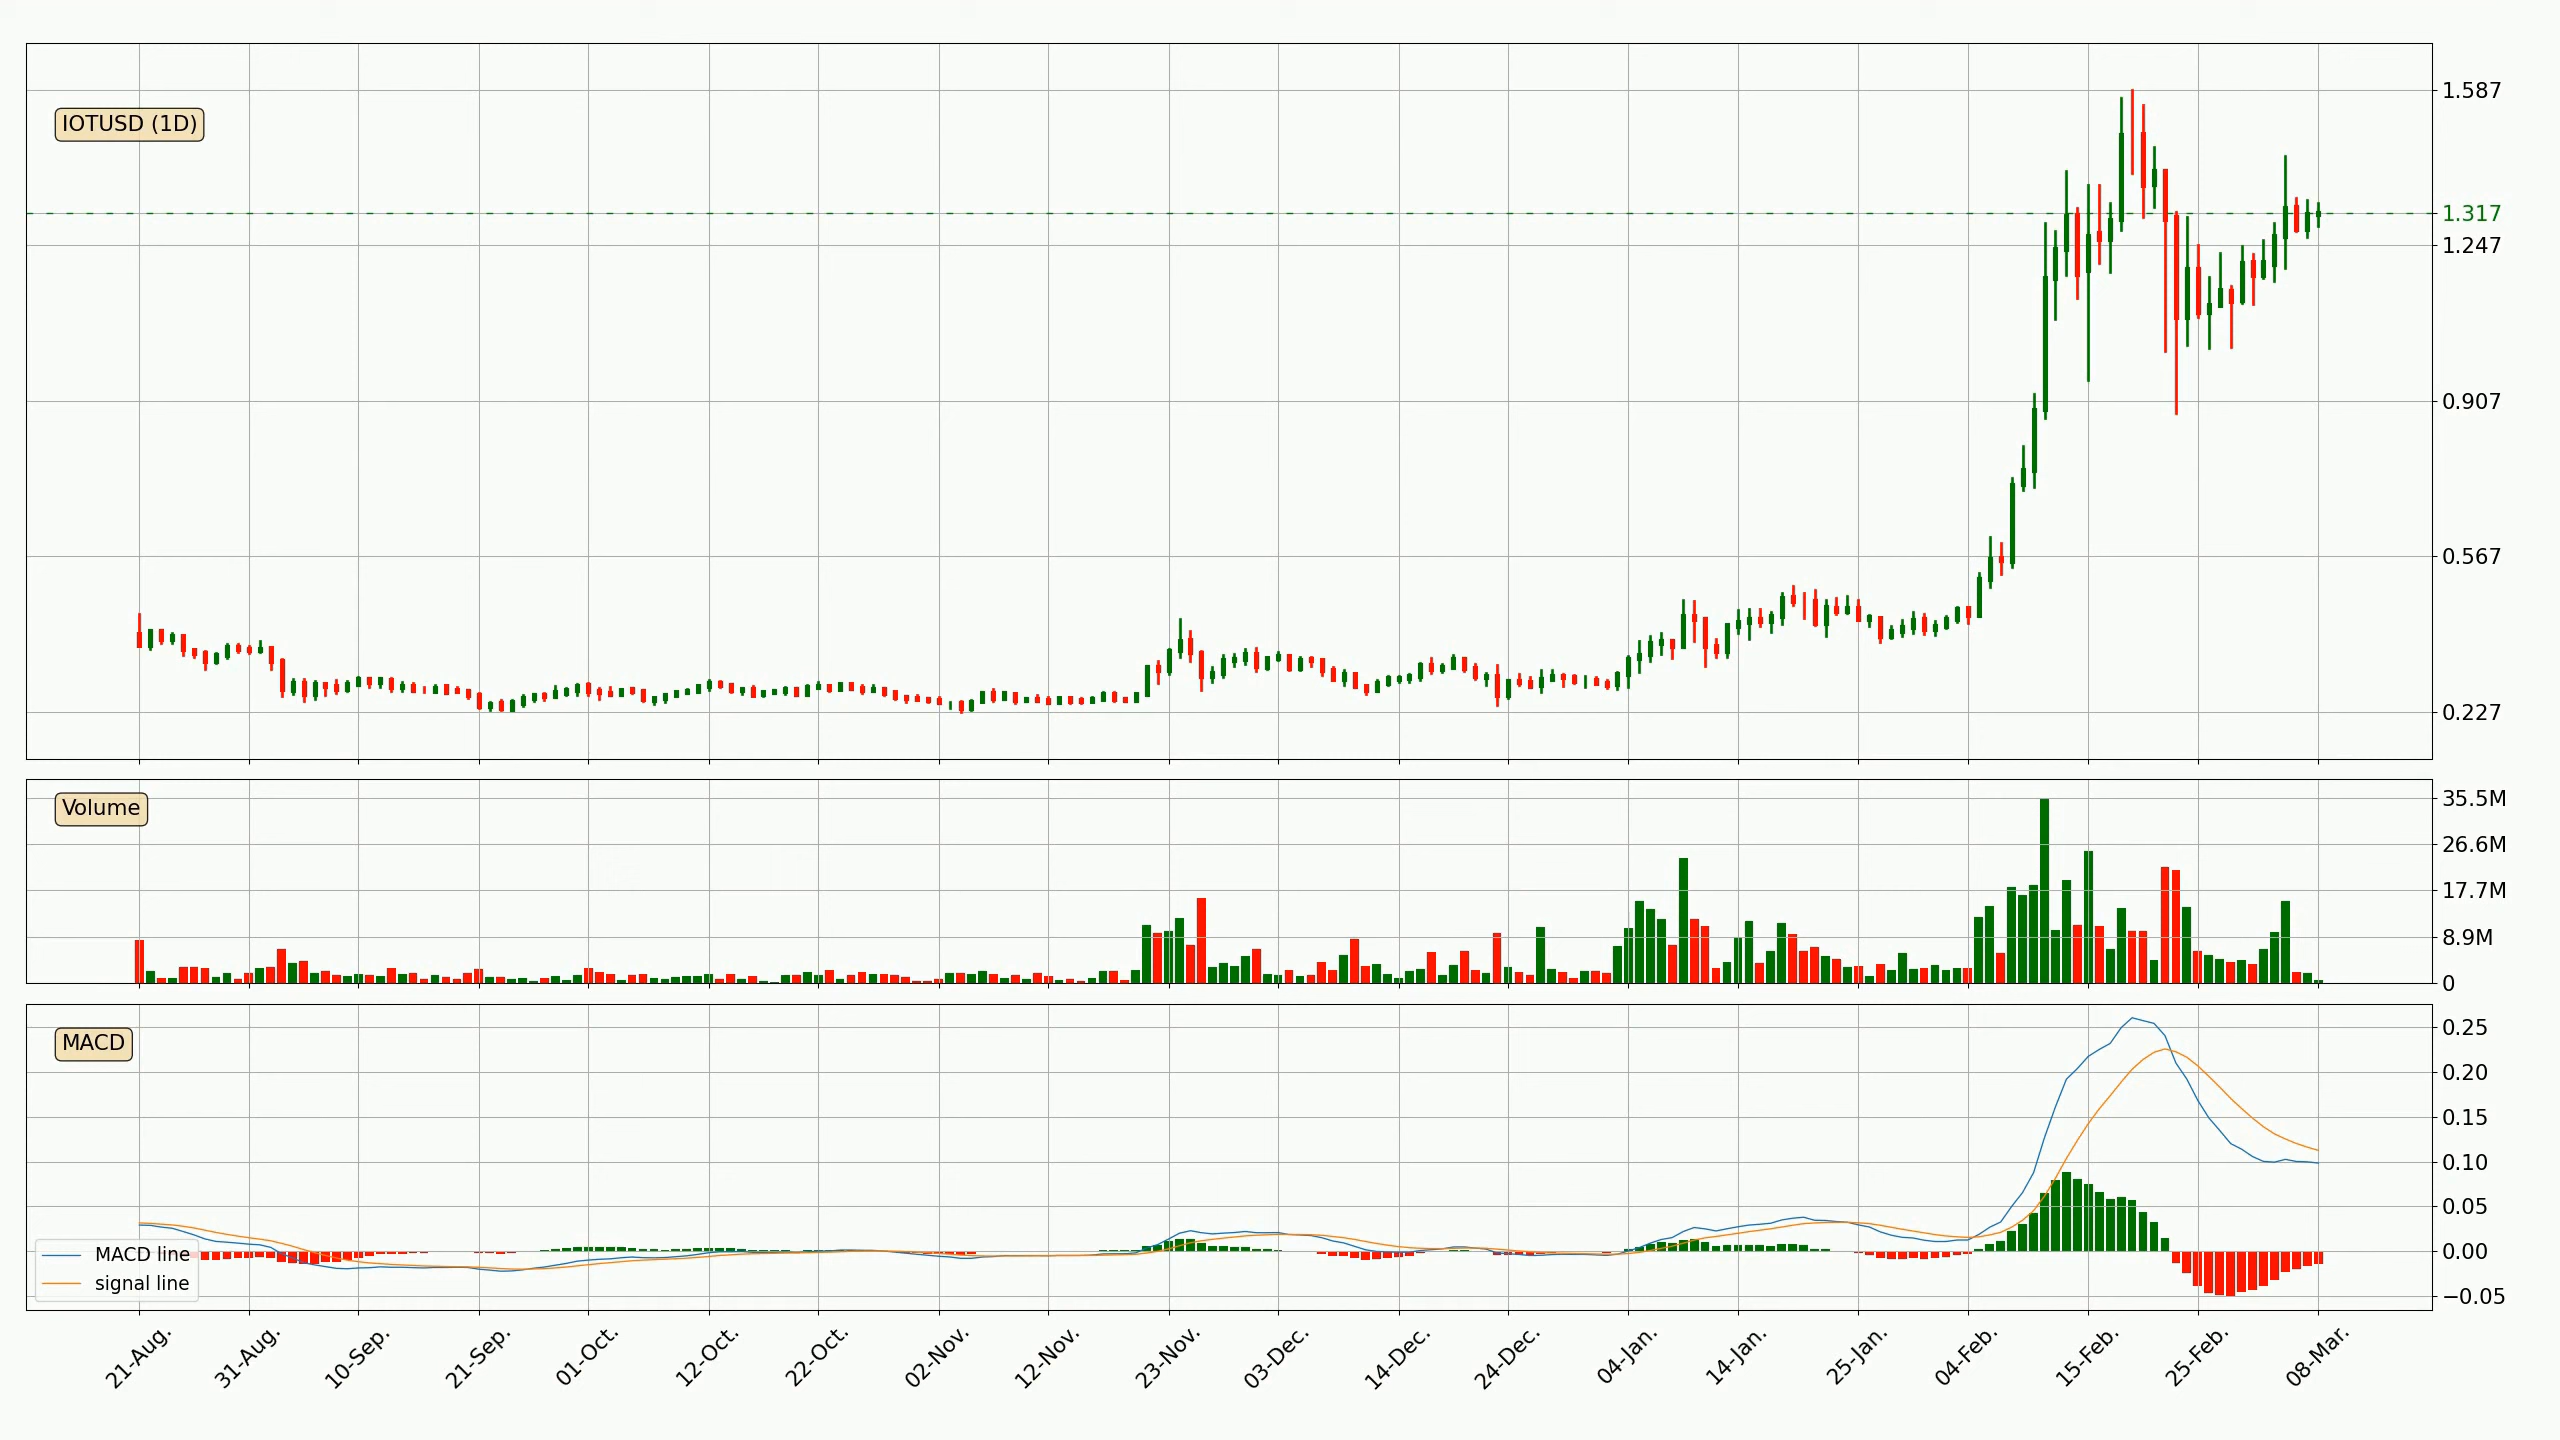 IOTUSD (1D)
1.587
1.317
1.247
0.907
0.567
0.227
Volume
35.5M
26.6M
17.7M
8.9M
0
MACD
0.25
0.20
0.15
0.10
0.05
0.00
−0.05
MACD line
signal line
21-Aug.
31-Aug.
10-Sep.
21-Sep.
01-Oct.
12-Oct.
22-Oct.
02-Nov.
12-Nov.
23-Nov.
03-Dec.
14-Dec.
24-Dec.
04-Jan.
14-Jan.
25-Jan.
04-Feb.
15-Feb.
25-Feb.
08-Mar.